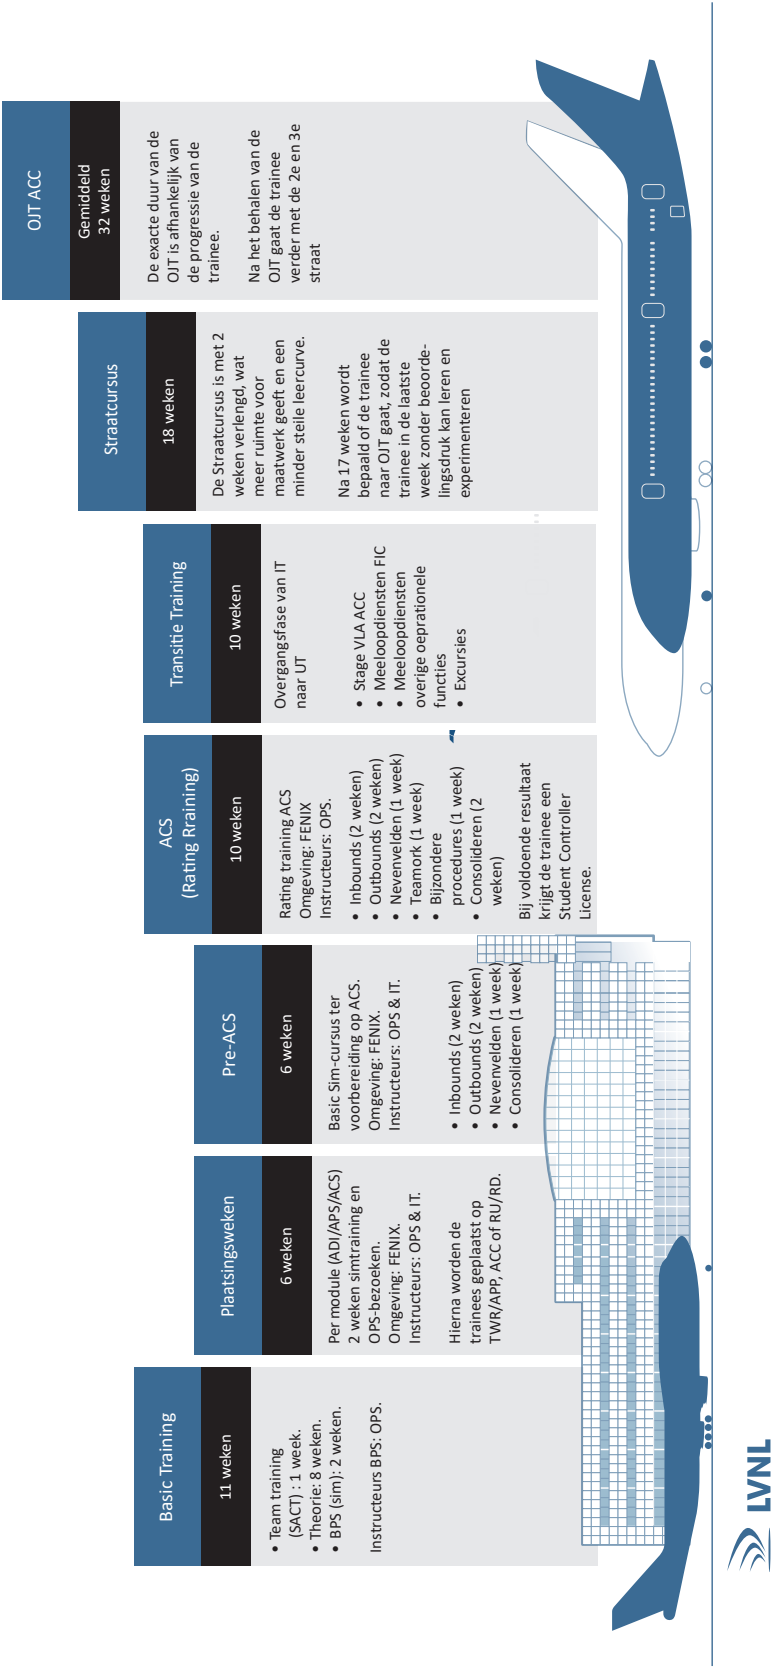 Basic Training
11 weken
• Team training
(SACT) : 1 week.
• Theorie: 8 weken.
• BPS (sim): 2 weken.
Instructeurs BPS: OPS.
Plaatsingsweken
6 weken
Per module (ADI/APS/ACS)
2 weken simtraining en
OPS-bezoeken.
Omgeving: FENIX.
Instructeurs: OPS & IT.
Hierna worden de
trainees geplaatst op
TWR/APP, ACC of RU/RD.
Pre-ACS
6 weken
Basic Sim-cursus ter
voorbereiding op ACS.
Omgeving: FENIX.
Instructeurs: OPS & IT.
• Inbounds (2 weken)
• Outbounds (2 weken)
• Nevenvelden (1 week)
• Consolideren (1 week)
ACS
(Rating Rraining)
10 weken
Rating training ACS
Omgeving: FENIX
Instructeurs: OPS.
• Inbounds (2 weken)
• Outbounds (2 weken)
• Nevenvelden (1 week)
• Teamork (1 week)
• Bijzondere
procedures (1 week)
• Consolideren (2
weken)
Bij voldoende resultaat
krijgt de trainee een
Student Controller
License.
Transitie Training
10 weken
Overgangsfase van IT
naar UT
• Stage VLA ACC
• Meeloopdiensten FIC
• Meeloopdiensten
overige oeprationele
functies
• Excursies
Straatcursus
18 weken
De Straatcursus is met 2
weken verlengd, wat
meer ruimte voor
maatwerk geeft en een
minder steile leercurve.
Na 17 weken wordt
bepaald of de trainee
naar OJT gaat, zodat de
trainee in de laatste
week zonder beoorde-
lingsdruk kan leren en
experimenteren
OJT ACC
Gemiddeld
32 weken
De exacte duur van de
OJT is afhankelijk van
de progressie van de
trainee.
Na het behalen van de
OJT gaat de trainee
verder met de 2e en 3e
straat
LVNL